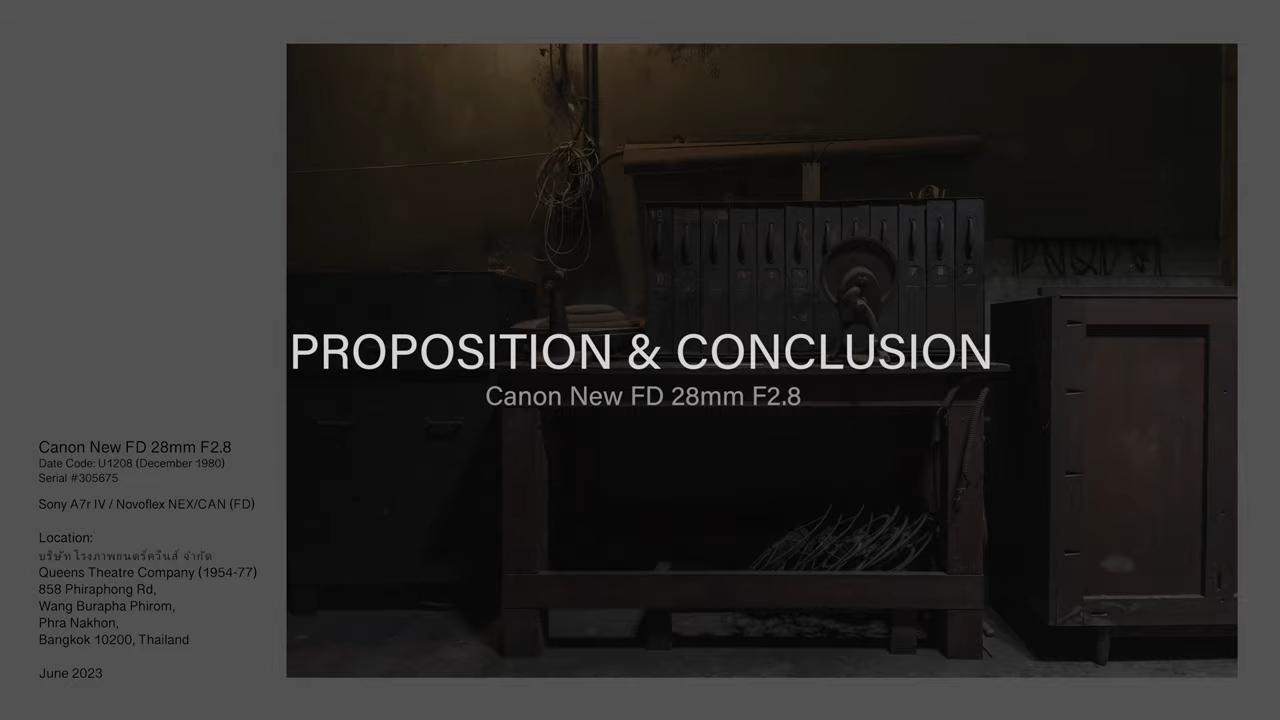 PROPOSITION & CONCLUSION
Canon New FD 28mm F2.8
Canon New FD 28mm F2.8
Date Code: U1208 (December 1980)
Serial #305675
Sony A7r IV / Novoflex NEX/CAN (FD)
Location:
บริษัท โรงภาพยนตร์ควีนส์ จำกัด
Queens Theatre Company (1954-77)
858 Phiraphong Rd,
Wang Burapha Phirom,
Phra Nakhon,
Bangkok 10200, Thailand
June 2023